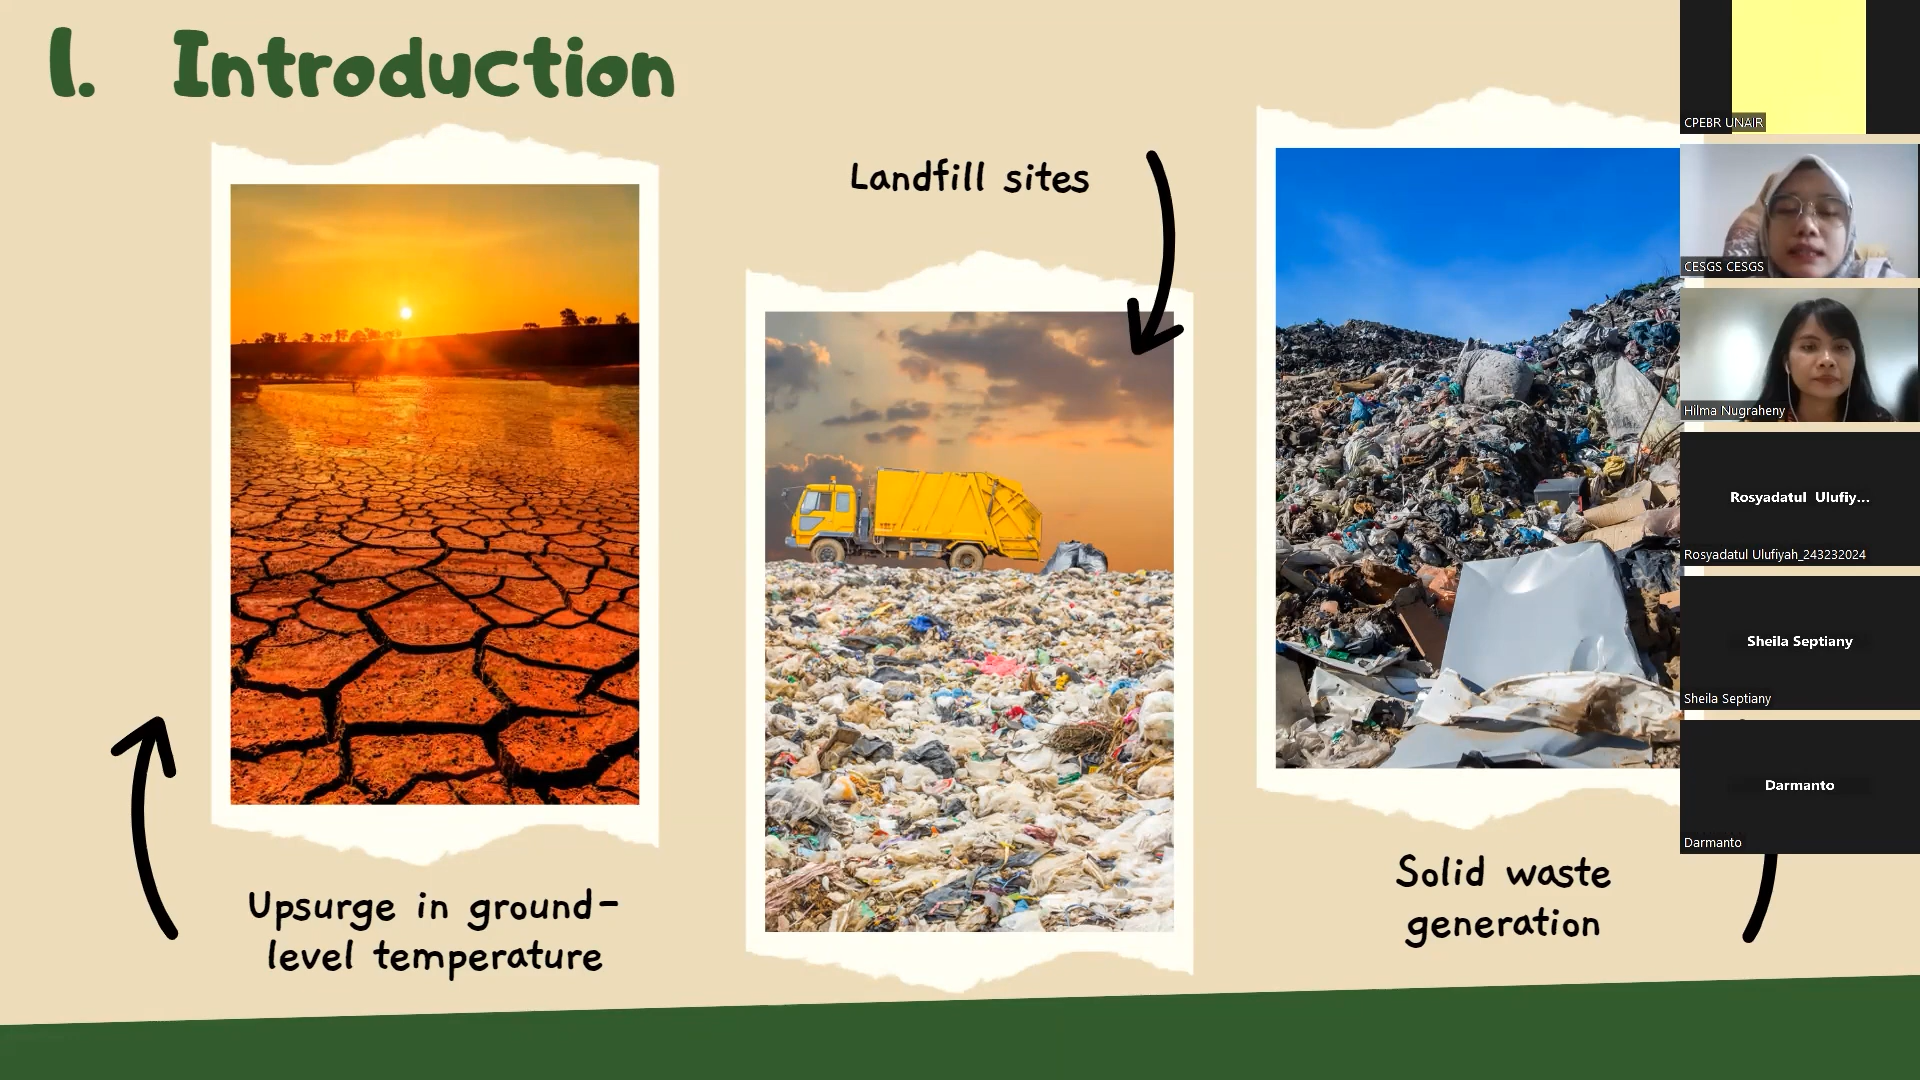 1. Introduction
Landfill sites
Upsurge in ground-
level temperature
Solid waste
generation
CPEBR UNAIR
CESGS CESGS
Hilma Nugraheny
Rosyadatul Ulufiy...
Rosyadatul Ulufiyah_243232024
Sheila Septiany
Sheila Septiany
Darmanto
Darmanto